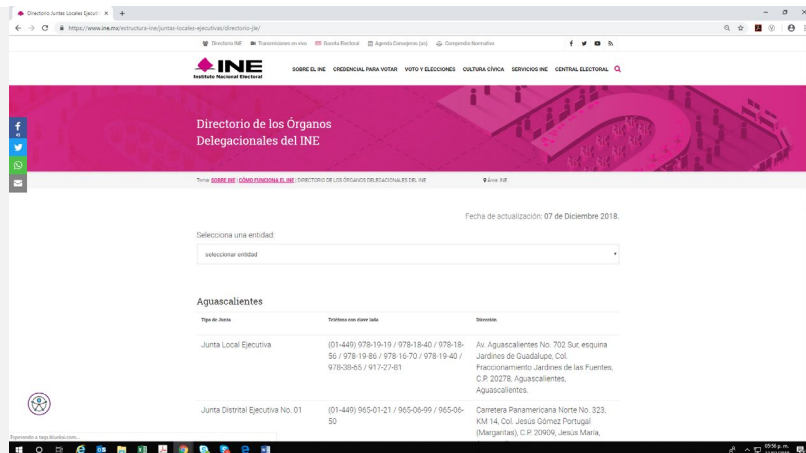 Directorio Juntas Locales Ejecuti
https://www.ine.mx/estructura-ine/juntas-locales-ejecutivas/directorio-jle/
Directorio INE Transmisiones en vivo Gaceta Electoral Agenda Consejeros (as) Compendio Normativo
INE
Instituto Nacional Electoral
SOBRE EL INE CREDENCIAL PARA VOTAR VOTO Y ELECCIONES CULTURA CÍVICA SERVICIOS INE CENTRAL ELECTORAL
Directorio de los Órganos
Delegacionales del INE
Tema: SOBRE INE | CÓMO FUNCIONA EL INE | DIRECTORIO DE LOS ÓRGANOS DELEGACIONALES DEL INE Área: INE
Fecha de actualización: 07 de Diciembre 2018.
Selecciona una entidad:
seleccionar entidad
Aguascalientes
Tipo de Junta Teléfono con clave lada Dirección
Junta Local Ejecutiva (01-449) 978-19-19 / 978-18-40 / 978-18- Av. Aguascalientes No. 702 Sur, esquina
56 / 978-19-86 / 978-16-70 / 978-19-40 / Jardines de Guadalupe, Col.
978-38-65 / 917-27-81 Fraccionamiento Jardines de las Fuentes,
C.P. 20278, Aguascalientes,
Aguascalientes.
Junta Distrital Ejecutiva No. 01 (01-449) 965-01-21 / 965-06-99 / 965-06- Carretera Panamericana Norte No. 323,
50 KM 14, Col. Jesús Gómez Portugal
(Margaritas), C.P. 20909, Jesús María,
Esperando a tags.bluekai.com...
09:56 p. m.